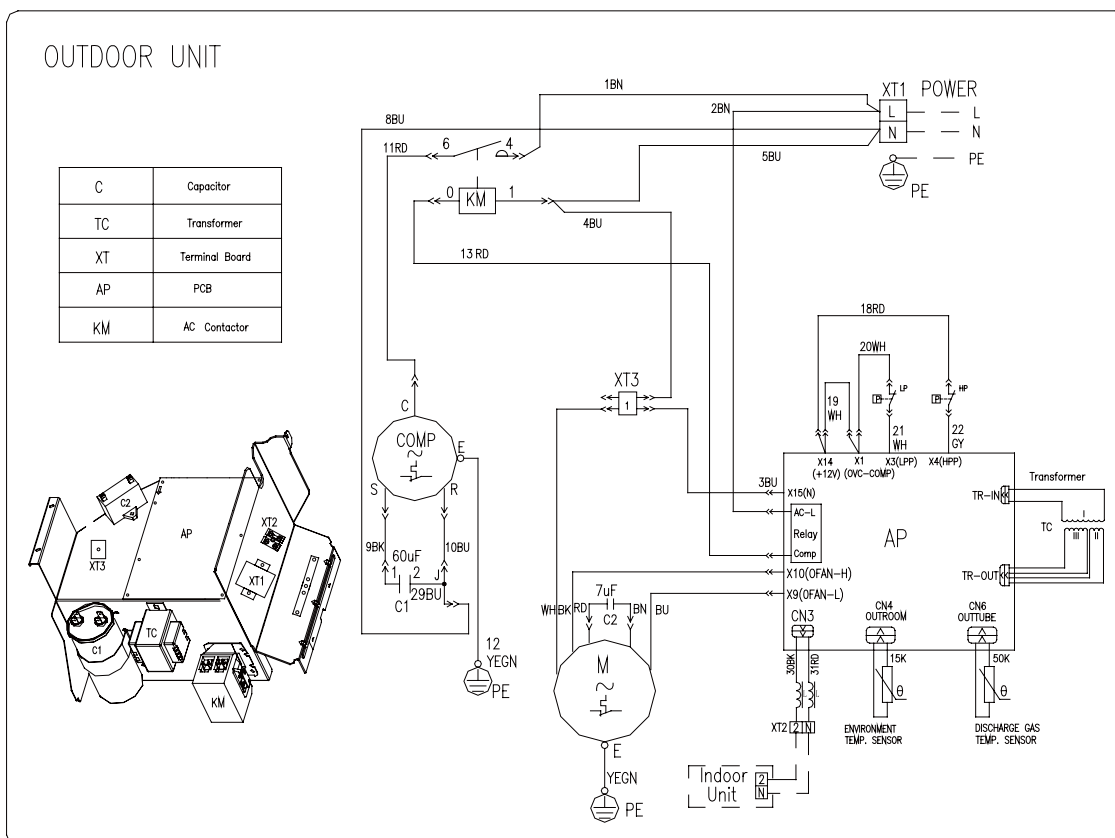 OUTDOOR UNIT
1BN
XT1 POWER
2BN
L
L
8BU
N
N
11RD
6
4
5BU
PE
PE
C
Capacitor
0
KM
1
TC
Transformer
4BU
XT
Terminal Board
13 RD
AP
PCB
18RD
KM
AC Contactor
20WH
XT3
LP
HP
P
P
1
19
WH
C
21
WH
22
GY
COMP
E
X14
(+12V)
X1
(OVC-COMP)
X3(LPP)
X4(HPP)
S
R
3BU
X15(N)
Transformer
TR-IN
AC-L
C2
AP
XT2
Relay
AP
TC
I
III
II
9BK
10BU
60uF
Comp
XT3
XT1
1
2
J
X10(OFAN-H)
TR-OUT
C1
29BU
7uF
X9(OFAN-L)
WH
BK
RD
C2
BN
BU
CN3
CN4
OUTROOM
CN6
OUTTUBE
C1
TC
12
YEGN
M
30BK
31RD
15K
50K
θ
θ
L
L
PE
KM
XT2
2
N
ENVIRONMENT
TEMP. SENSOR
DISCHARGE GAS
TEMP. SENSOR
E
YEGN
Indoor
Unit
2
N
PE